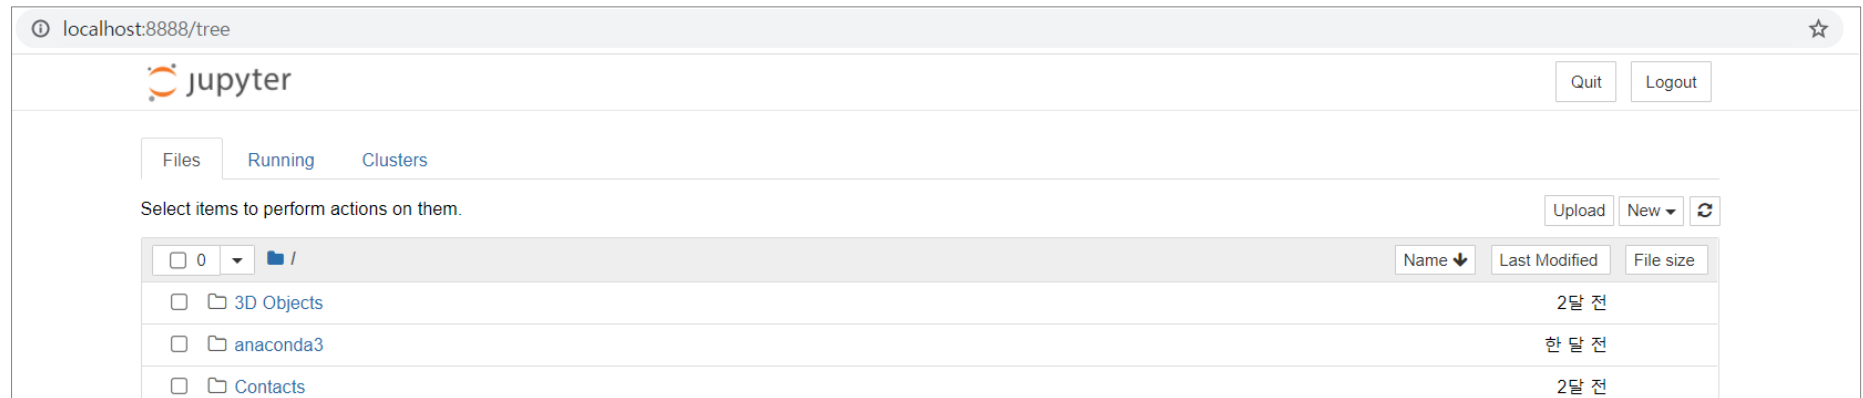 localhost:8888/tree
jupyter
Quit Logout
Files Running Clusters
Select items to perform actions on them.
Upload New
0 / Name Last Modified File size
3D Objects 2달 전
anaconda3 한 달 전
Contacts 2달 전